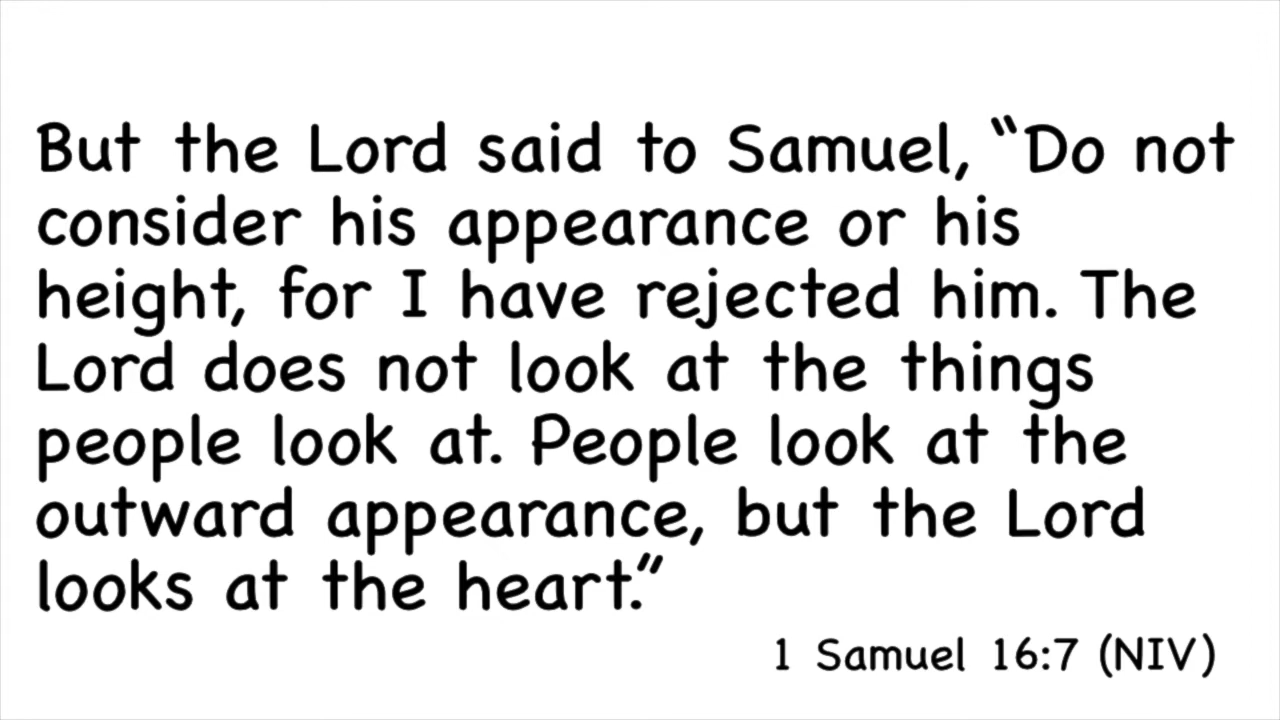 But the Lord said to Samuel, “Do not
consider his appearance or his
height, for I have rejected him. The
Lord does not look at the things
people look at. People look at the
outward appearance, but the Lord
looks at the heart.”
1 Samuel 16:7 (NIV)